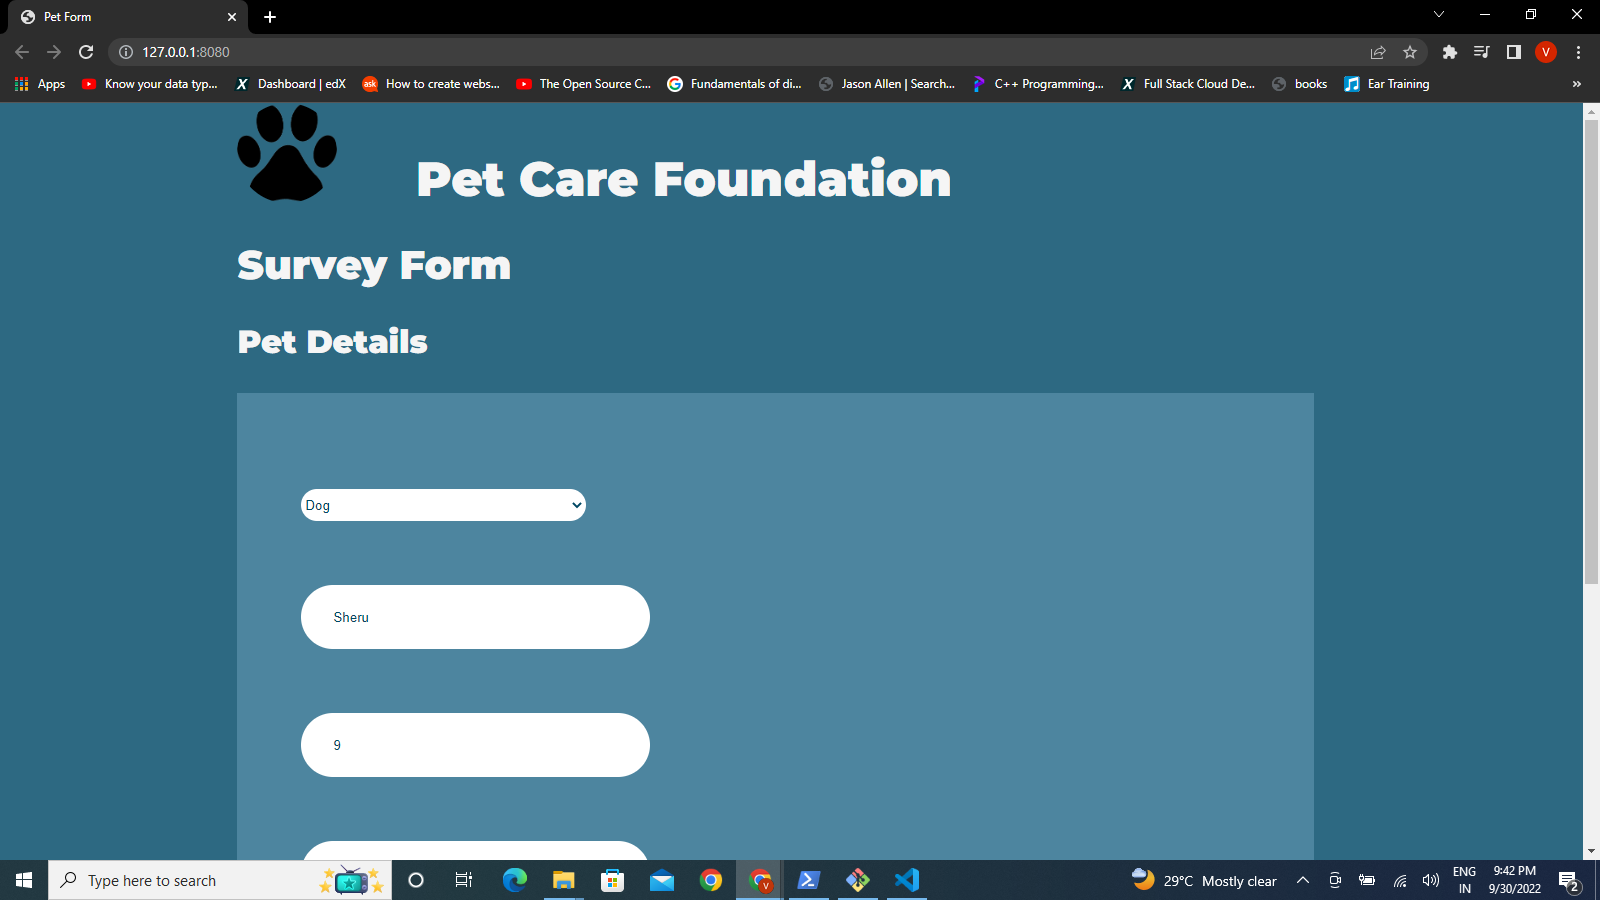 Pet Form
127.0.0.1:8080
Apps
Know your data typ...
Dashboard | edX
ask
How to create webs...
The Open Source C...
Fundamentals of di...
Jason Allen | Search...
C++ Programming...
Full Stack Cloud De...
books
Ear Training
V
Pet Care Foundation
Survey Form
Pet Details
Dog
Sheru
9
Type here to search
V
29°C Mostly clear
ENG
IN
9:42 PM
9/30/2022
2